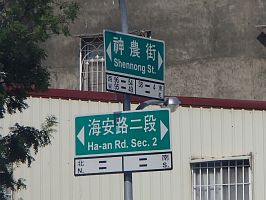 神農街
Shennong St.
海安路二段
Ha-an Rd. Sec. 2
北 南
N. S.